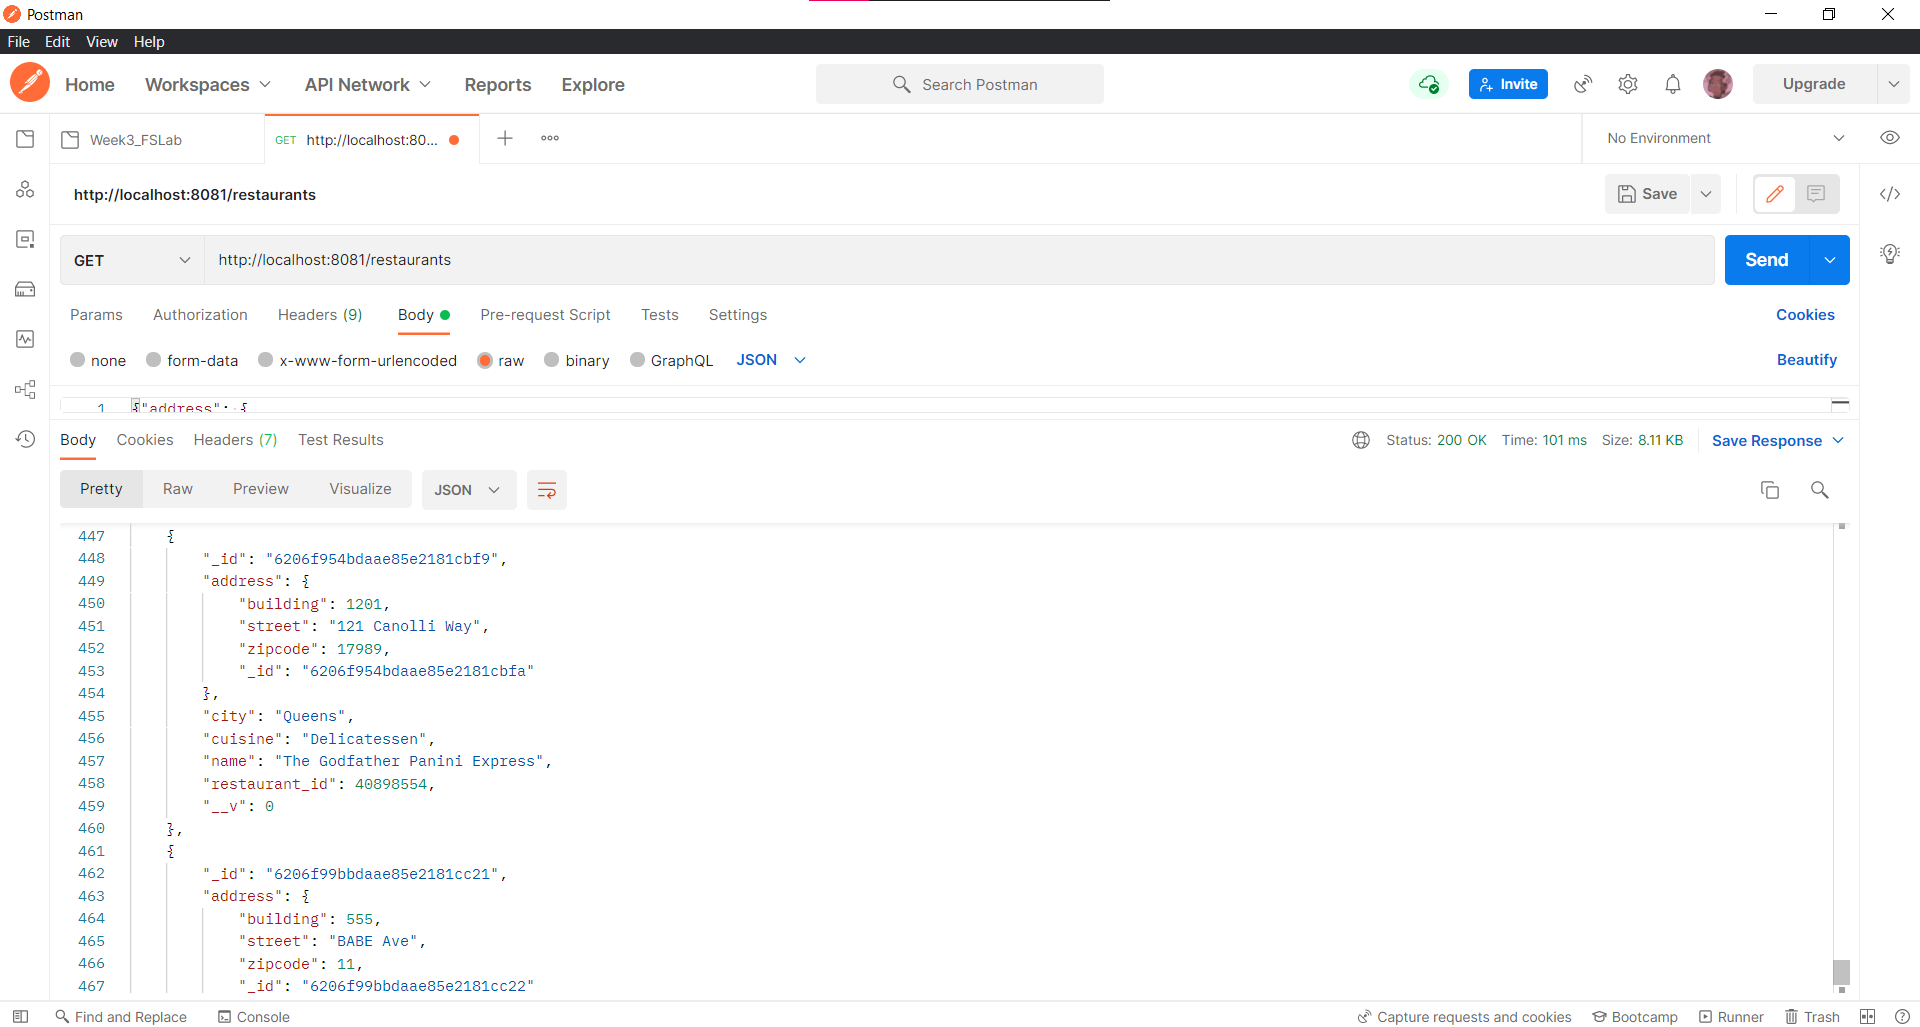 Postman
File Edit View Help
Home Workspaces API Network Reports Explore Search Postman Invite Upgrade
Week3_FSLab GET http://localhost:80... No Environment
http://localhost:8081/restaurants Save
GET http://localhost:8081/restaurants Send
Params Authorization Headers (9) Body Pre-request Script Tests Settings Cookies
none form-data x-www-form-urlencoded raw binary GraphQL JSON Beautify
1 {"address": {
Body Cookies Headers (7) Test Results Status: 200 OK Time: 101 ms Size: 8.11 KB Save Response
Pretty Raw Preview Visualize JSON
447 {
448 "_id": "6206f954bdaae85e2181cbf9",
449 "address": {
450 "building": 1201,
451 "street": "121 Canolli Way",
452 "zipcode": 17989,
453 "_id": "6206f954bdaae85e2181cbfa"
454 },
455 "city": "Queens",
456 "cuisine": "Delicatessen",
457 "name": "The Godfather Panini Express",
458 "restaurant_id": 40898554,
459 "__v": 0
460 },
461 {
462 "_id": "6206f99bbdaae85e2181cc21",
463 "address": {
464 "building": 555,
465 "street": "BABE Ave",
466 "zipcode": 11,
467 "_id": "6206f99bbdaae85e2181cc22"
Find and Replace Console Capture requests and cookies Bootcamp Runner Trash